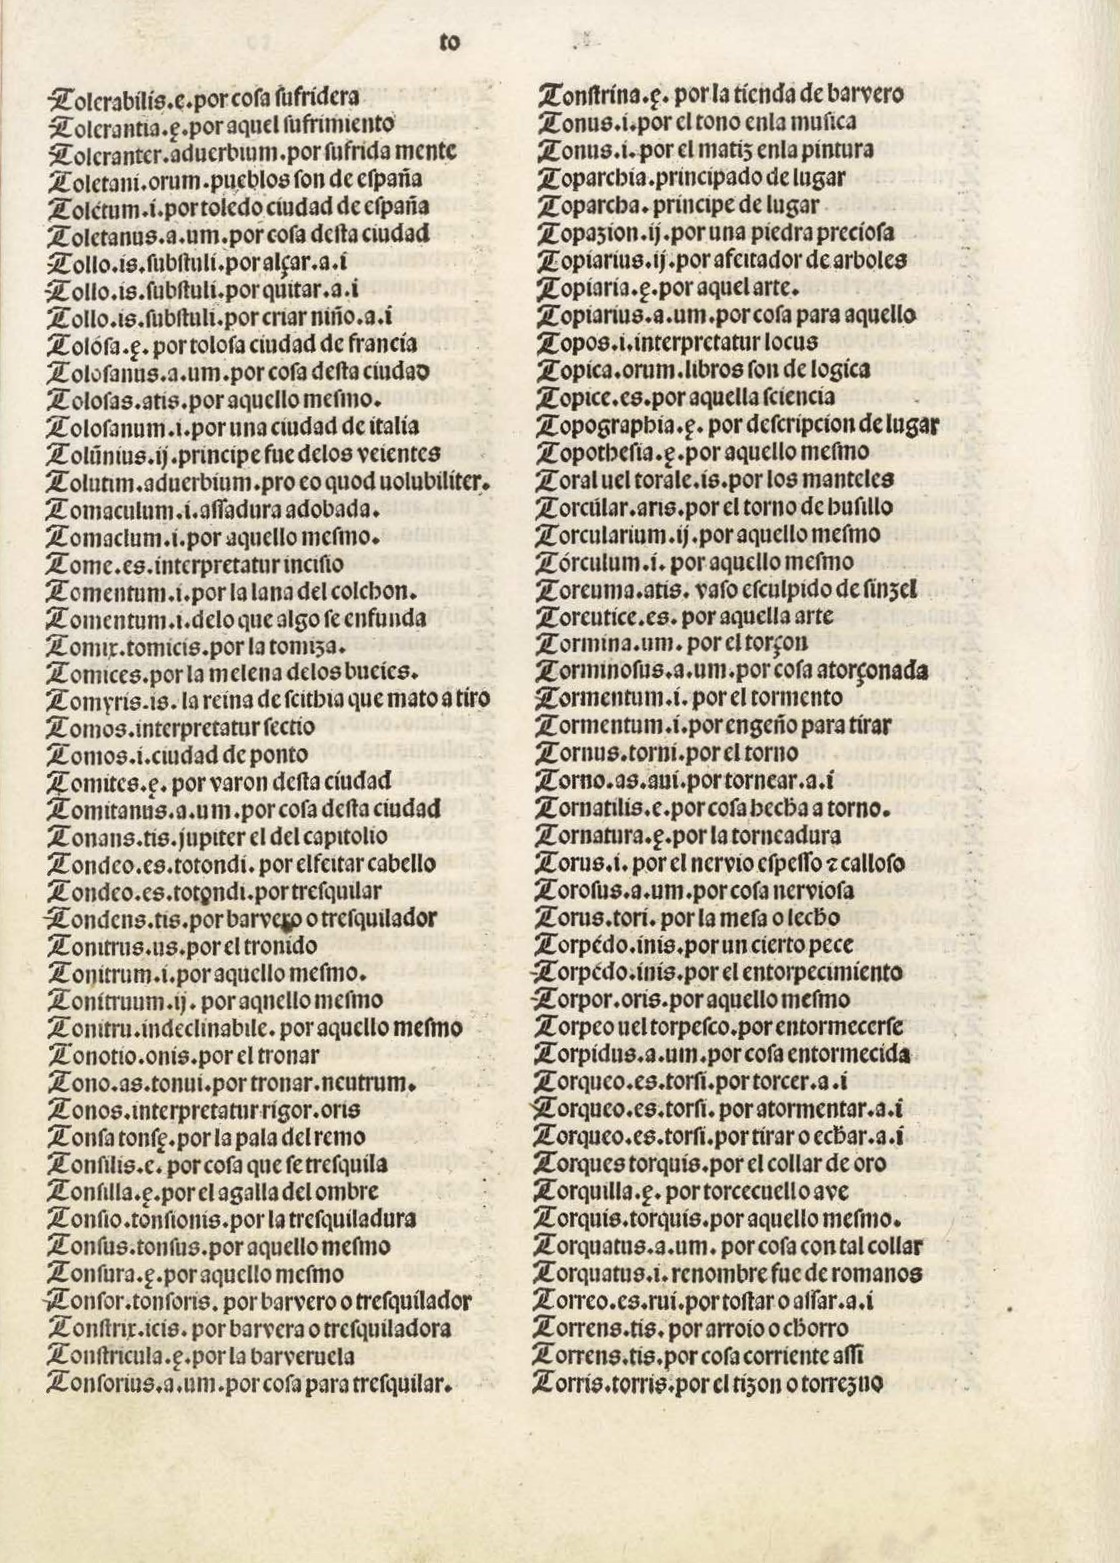 to
Tolerabilis.e.por cosa sufridera
Tolerantia.ę.por aquel sufrimiento
Toleranter.aduerbium.por sufrida mente
Toletani.orum.pueblos son de españa
Tolétum.i.por toledo ciudad de españa
Toletanus.a.um.por cosa desta ciudad
Tollo.is.substuli.por alçar.a.i
Tollo.is.substuli.por quitar.a.i
Tollo.is.substuli.por criar niño.a.i
Tolósa.ę.por tolosa ciudad de francia
Tolosanus.a.um.por cosa desta ciudad
Tolosas.atis.por aquello mesmo.
Tolosanum.i.por una ciudad de italia
Tolūnius.ij.principe fue delos veientes
Tolutim.aduerbium.pro eo quod uolubiliter.
Tomaculum.i.assadura adobada.
Tomaclum.i.por aquello mesmo.
Tome.es.interpretatur incisio
Tomentum.i.por la lana del colchon.
Tomentum.i.delo que algo se enfunda
Tomix.tomicis.por la tomiza.
Tomices.por la melena delos bueies.
Tomyris.is.la reina de scithia que mato a tiro
Tomos.interpretatur sectio
Tomos.i.ciudad de ponto
Tomites.ę.por varon desta ciudad
Tomitanus.a.um.por cosa desta ciudad
Tonans.tis.jupiter el del capitolio
Tondeo.es.totondi.por elfeitar cabello
Tondeo.es.totondi.por tresquilar
Tondens.tis.por barvero o tresquilador
Tonitrus.us.por el tronido
Tonitrum.i.por aquello mesmo.
Tonitruum.ij.por aqnello mesmo
Tonitru.indeclinabile.por aquello mesmo
Tonotio.onis.por el tronar
Tono.as.tonui.por tronar.neutrum.
Tonos.interpretatur rigor.oris
Tonsa tonsę.por la pala del remo
Tonsilis.e.por cosa que se tresquila
Tonsilla.ę.por el agalla del ombre
Tonsio.tonsionis.por la tresquiladura
Tonsus.tonsus.por aquello mesmo
Tonsura.ę.por aquello mesmo
Tonsor.tonsoris.por barvero o tresquilador
Tonstrix.icis.por barvera o tresquiladora
Tonstricula.ę.por la barveruela
Tonsorius.a.um.por cosa para tresquilar.
Tonstrina.ę.por la tienda de barvero
Tonus.i.por el tono enla musica
Tonus.i.por el matiz enla pintura
Toparchia.principado de lugar
Toparcha.principe de lugar
Topazion.ij.por una piedra preciosa
Topiarius.ij.por afeitador de arboles
Topiaria.ę.por aquel arte.
Topiarius.a.um.por cosa para aquello
Topos.i.interpretatur locus
Topica.orum.libros son de logica
Topice.es.por aquella sciencia
Topographia.ę.por descripcion de lugar
Topothesia.ę.por aquello mesmo
Toral uel torale.is.por los manteles
Torcúlar.aris.por el torno de husillo
Torcularium.ij.por aquello mesmo
Tórculum.i.por aquello mesmo
Toreuma.atis.vaso esculpido de sinzel
Toreutice.es.por aquella arte
Tormina.um.por el torçon
Torminosus.a.um.por cosa atorçonada
Tormentum.i.por el tormento
Tormentum.i.por engeño para tirar
Tornus.torni.por el torno
Torno.as.aui.por tornear.a.i
Tornatilis.e.por cosa hecha a torno.
Tornatura.ę.por la torneadura
Torus.i.por el nervio espesso ⁊ calloso
Torosus.a.um.por cosa nerviosa
Torus.tori.por la mesa o lecho
Torpédo.inis.por un cierto pece
Torpédo.inis.por el entorpecimiento
Torpor.oris.por aquello mesmo
Torpeo uel torpesco.por entormecerse
Torpidus.a.um.por cosa entormecida
Torqueo.es.torsi.por torcer.a.i
Torqueo.es.torsi.por atormentar.a.i
Torqueo.es.torsi.por tirar o echar.a.i
Torques torquis.por el collar de oro
Torquilla.ę.por torcecuello ave
Torquis.torquis.por aquello mesmo.
Torquatus.a.um.por cosa con tal collar
Torquatus.i.renombre fue de romanos
Torreo.es.rui.por tostar o assar.a.i
Torrens.tis.por arroio o chorro
Torrens.tis.por cosa corriente assi
Torris.torris.por el tizon o torrezno